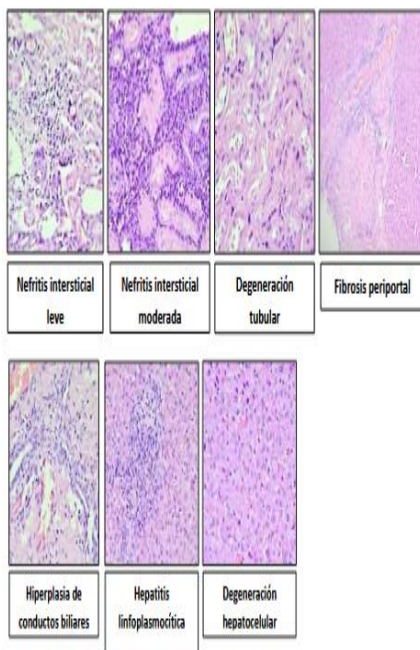 Nefritis intersticial
leve
Nefritis intersticial
moderada
Degeneración
tubular
Fibrosis periportal
Hiperplasia de
conductos biliares
Hepatitis
linfoplasmocítica
Degeneración
hepatocelular